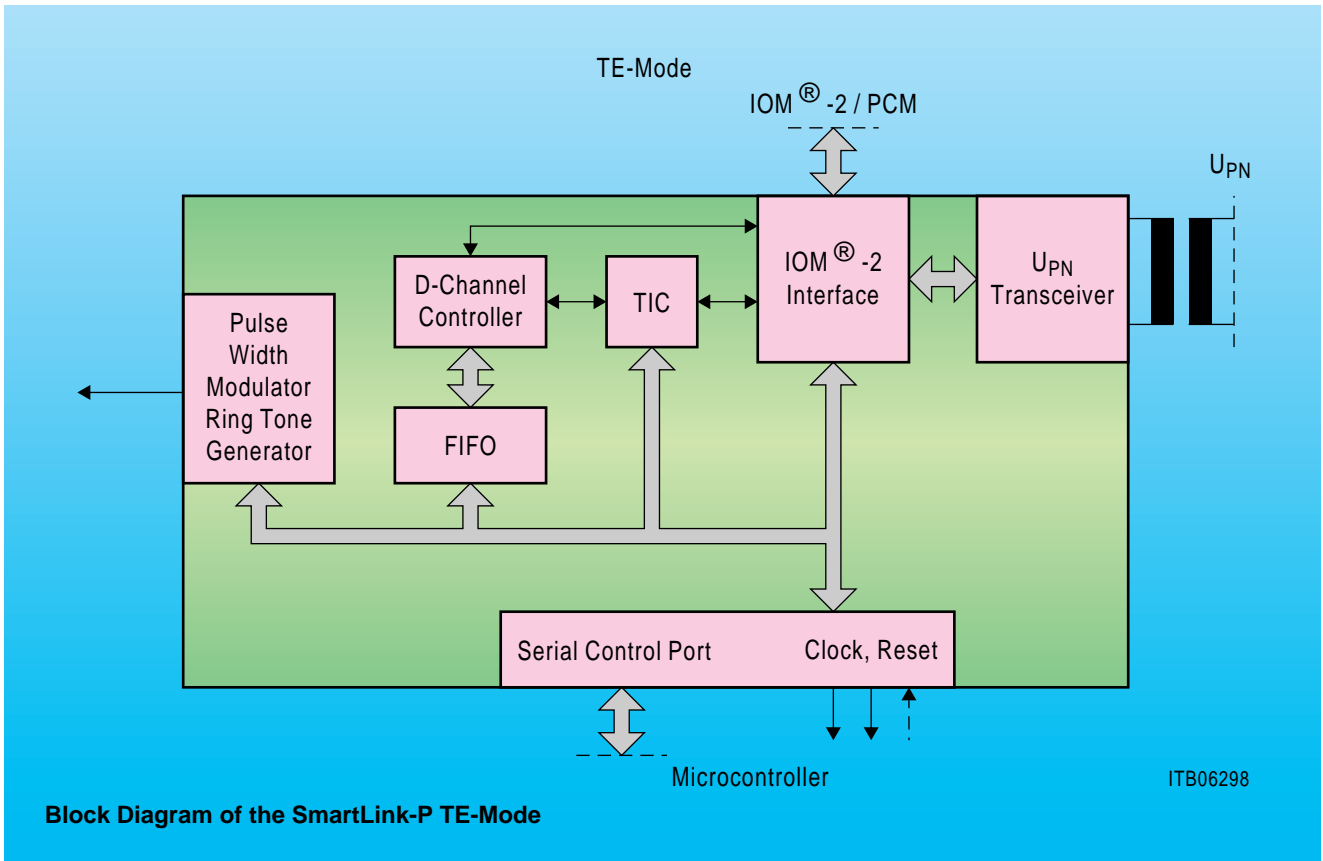 TE-Mode
IOM ® -2 / PCM
UPN
D-Channel
Controller
TIC
IOM ® -2
Interface
UPN
Transceiver
Pulse
Width
Modulator
Ring Tone
Generator
FIFO
Serial Control Port
Clock, Reset
Microcontroller
ITB06298
Block Diagram of the SmartLink-P TE-Mode